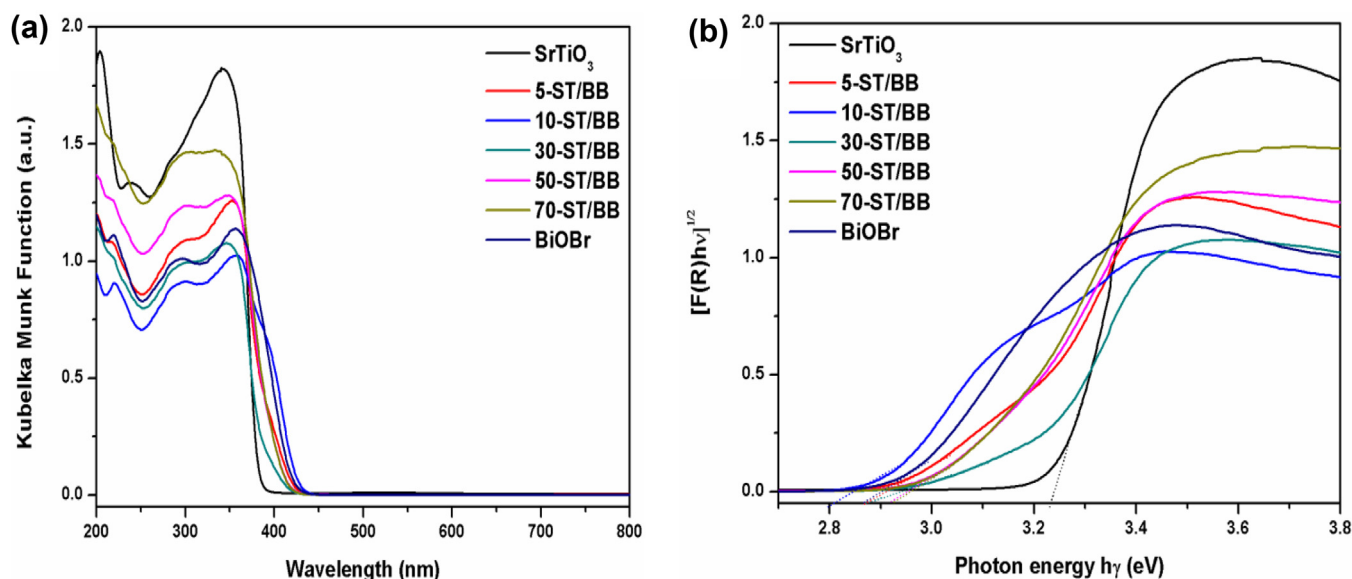 (a)
2.0
1.5
1.0
0.5
0.0
Kubelka Munk Function (a.u.)
SrTiO3
5-ST/BB
10-ST/BB
30-ST/BB
50-ST/BB
70-ST/BB
BiOBr
200 300 400 500 600 700 800
Wavelength (nm)
(b)
2.0
1.5
1.0
0.5
0.0
[F(R)hν]1/2
SrTiO3
5-ST/BB
10-ST/BB
30-ST/BB
50-ST/BB
70-ST/BB
BiOBr
2.8 3.0 3.2 3.4 3.6 3.8
Photon energy hγ (eV)